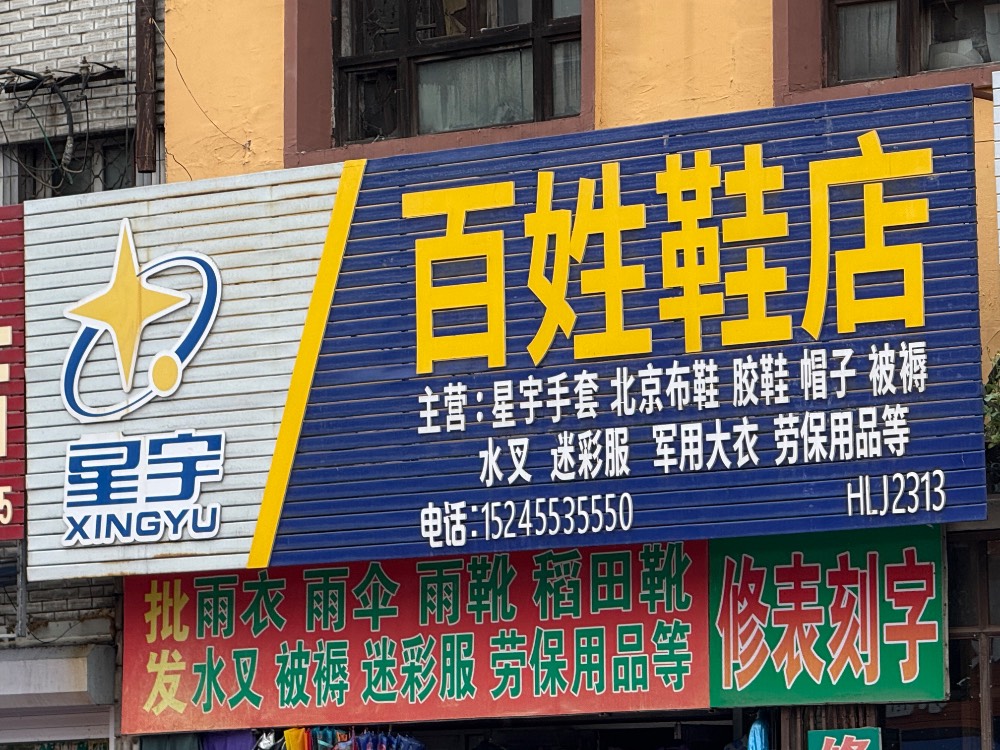 百姓鞋店
主营：星宇手套 北京布鞋 胶鞋 帽子 被褥
水叉 迷彩服 军用大衣 劳保用品等
电话：15245535550
HLJ2313
星宇
XINGYU
批发
雨衣 雨伞 雨靴 稻田靴
水叉 被褥 迷彩服 劳保用品等
修表刻字
5